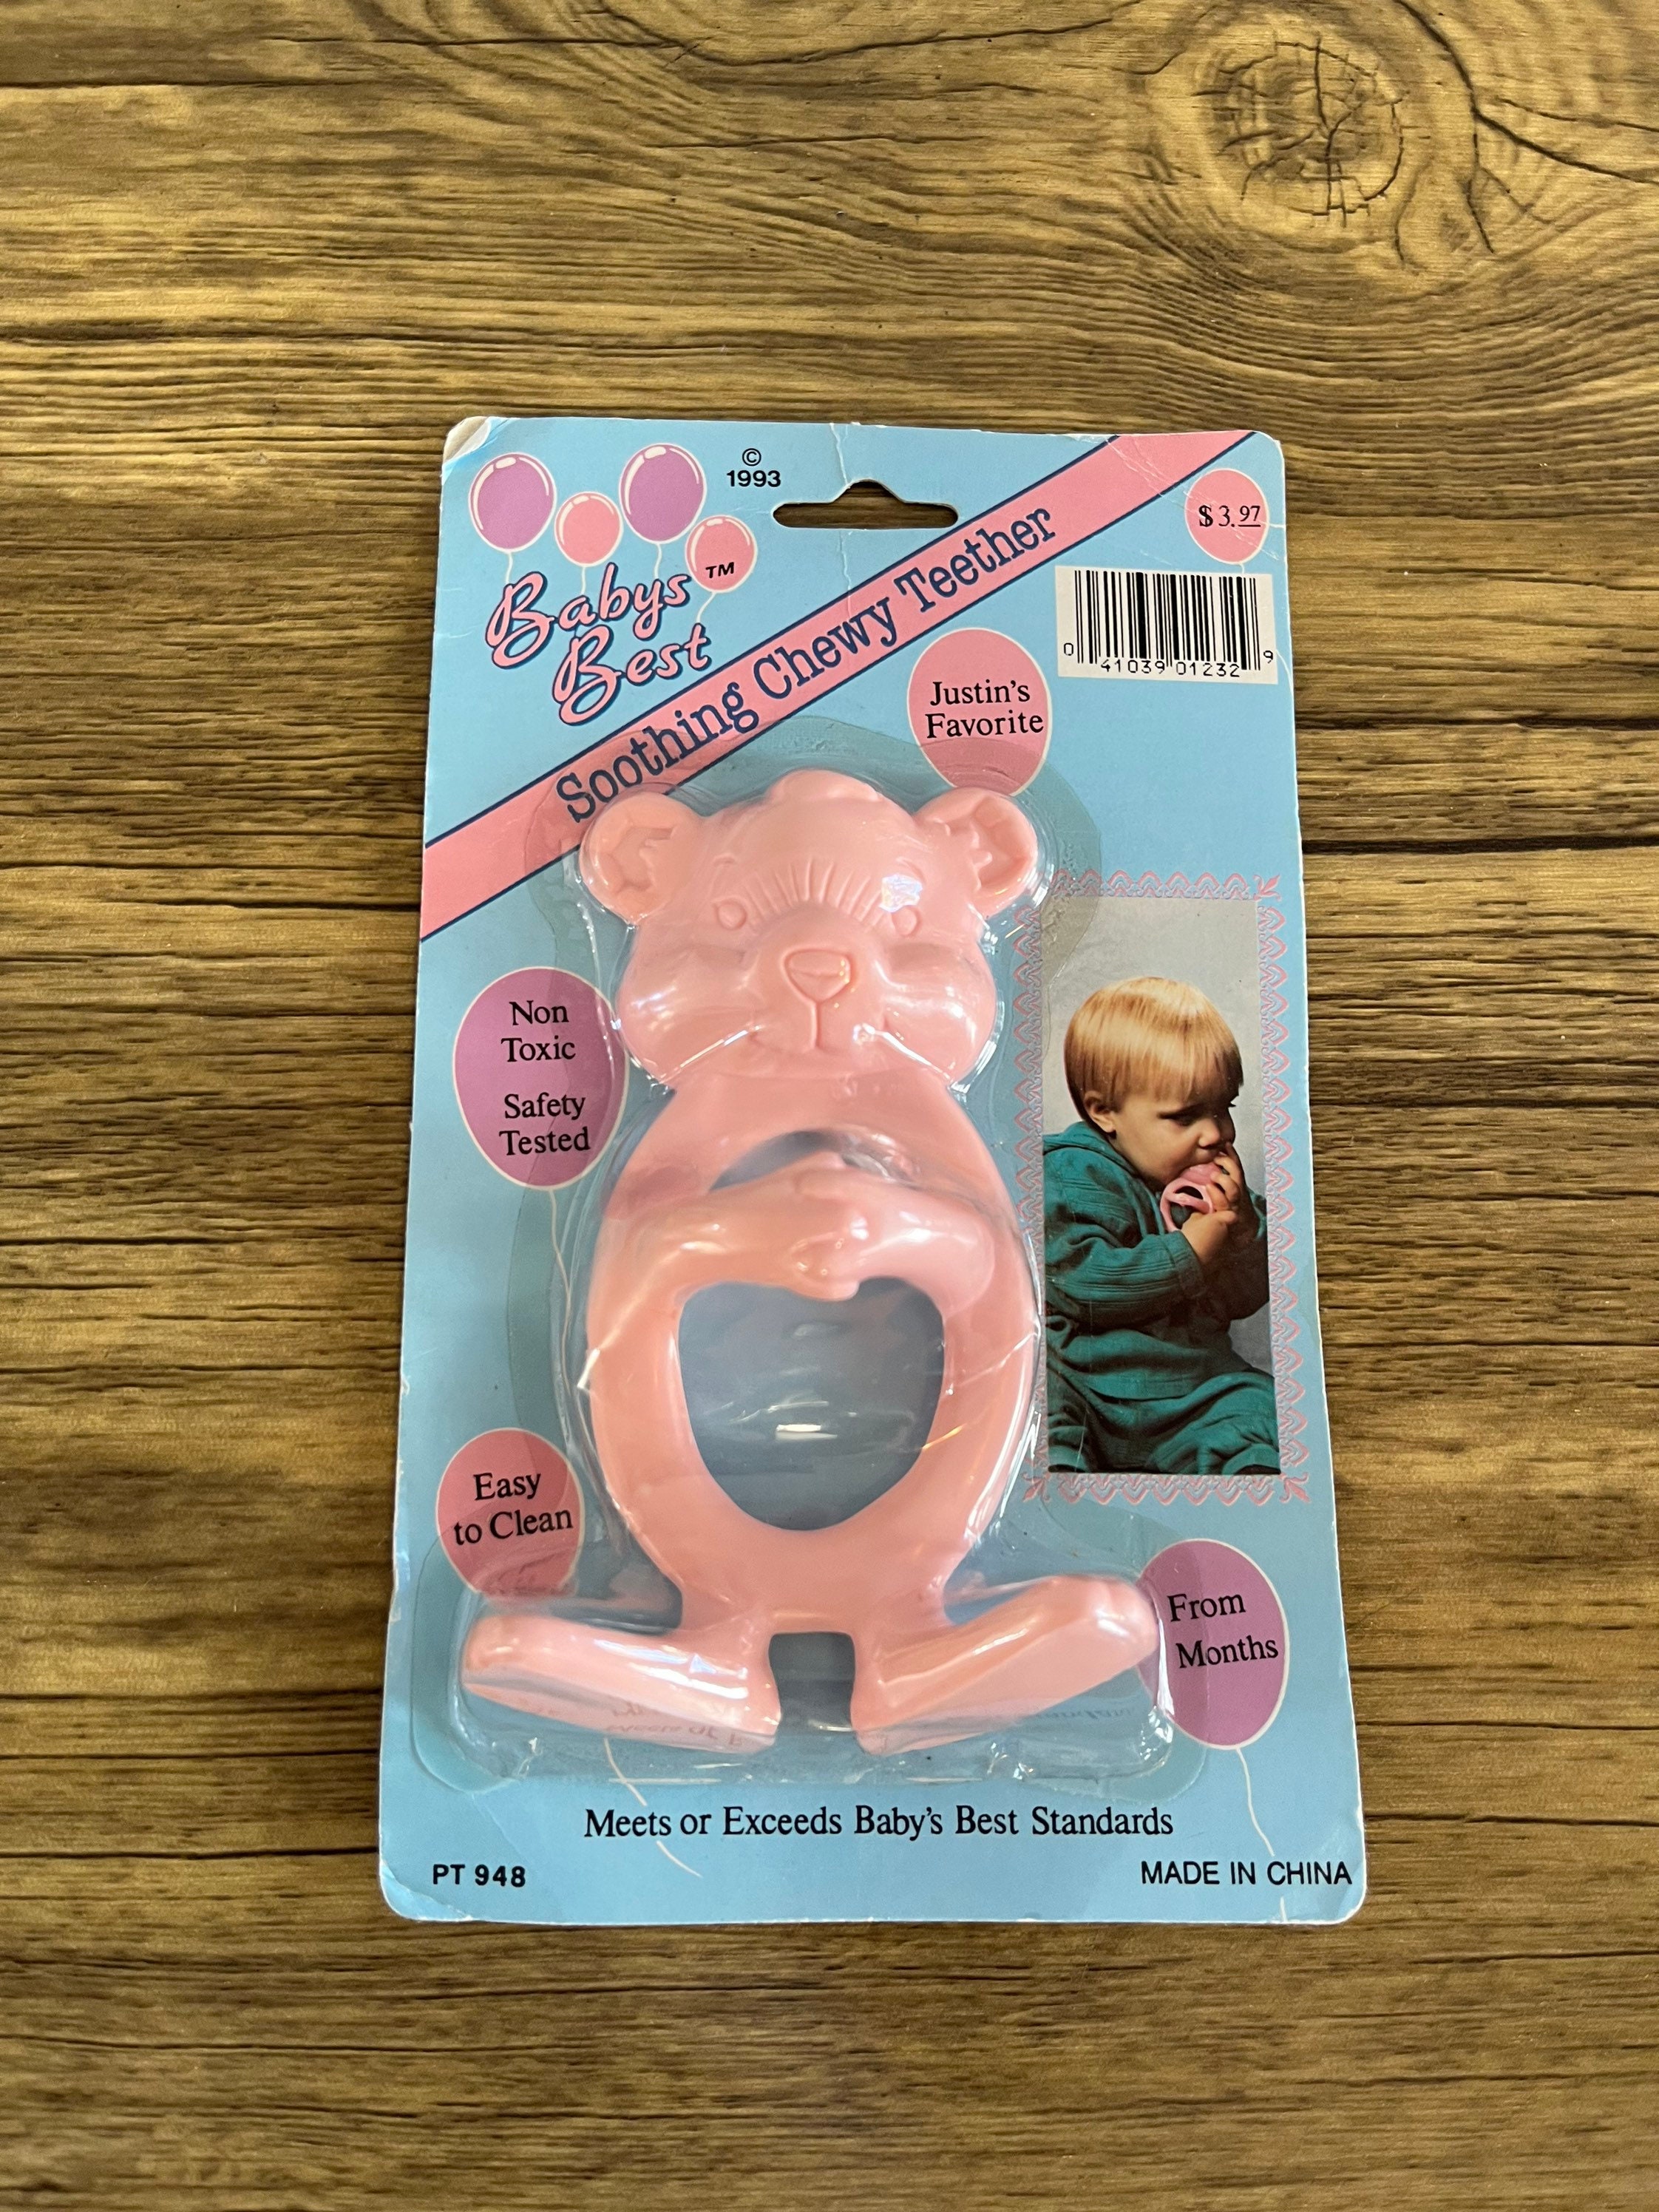 © 
1993
$ 3.97
Babys
Best ™
Soothing Chewy Teether
0 41039 01232 9
Justin's
Favorite
Non
Toxic
Safety
Tested
Easy
to Clean
From
Months
Meets or Exceeds Baby's Best Standards
PT 948
MADE IN CHINA